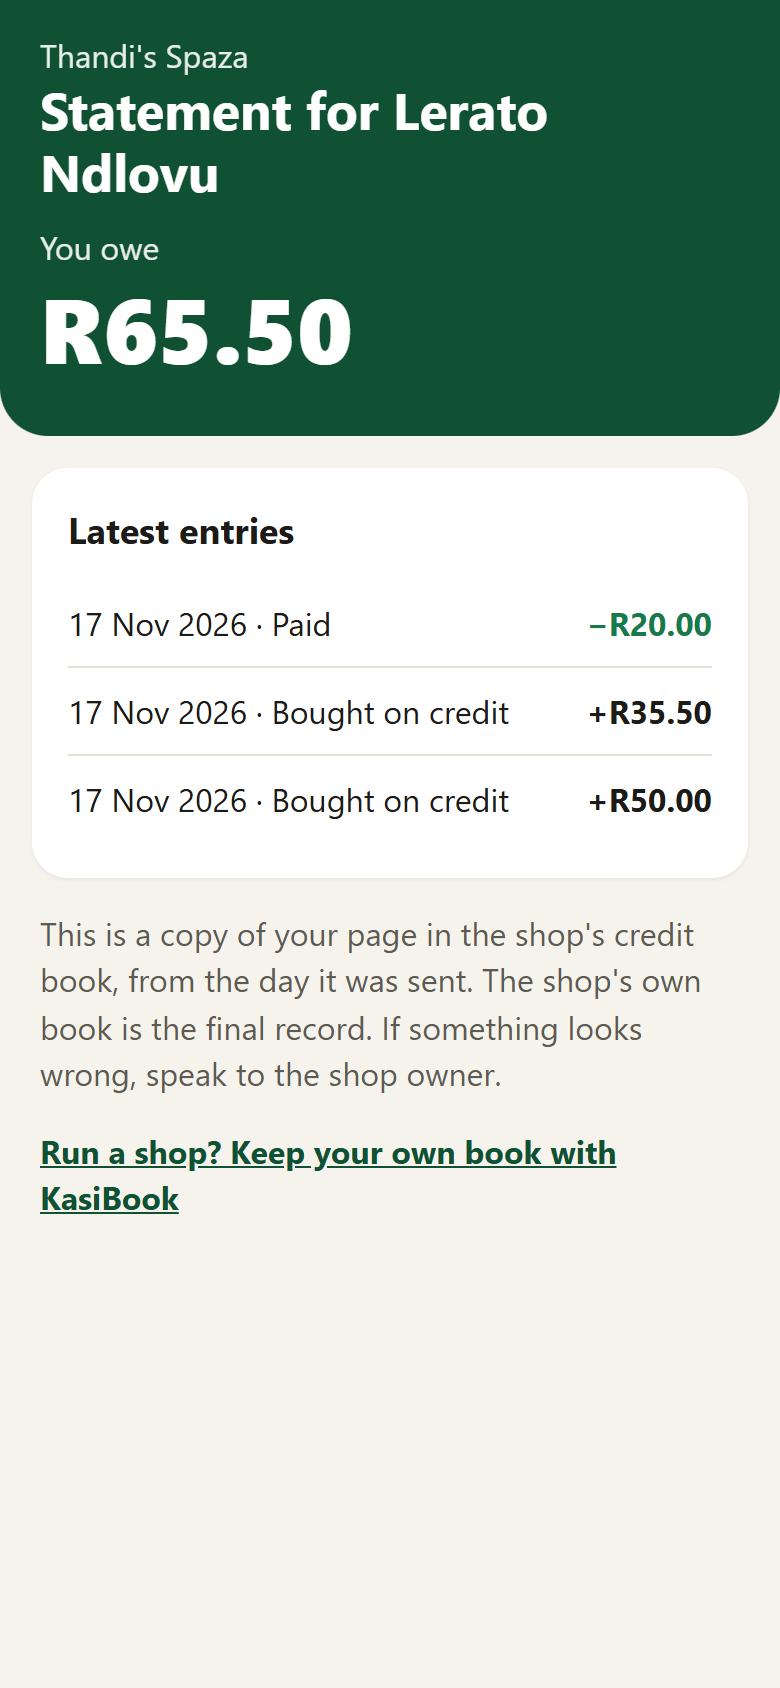 Thandi's Spaza
Statement for Lerato
Ndlovu
You owe
R65.50
Latest entries
17 Nov 2026 · Paid −R20.00
17 Nov 2026 · Bought on credit +R35.50
17 Nov 2026 · Bought on credit +R50.00
This is a copy of your page in the shop's credit
book, from the day it was sent. The shop's own
book is the final record. If something looks
wrong, speak to the shop owner.
Run a shop? Keep your own book with
KasiBook